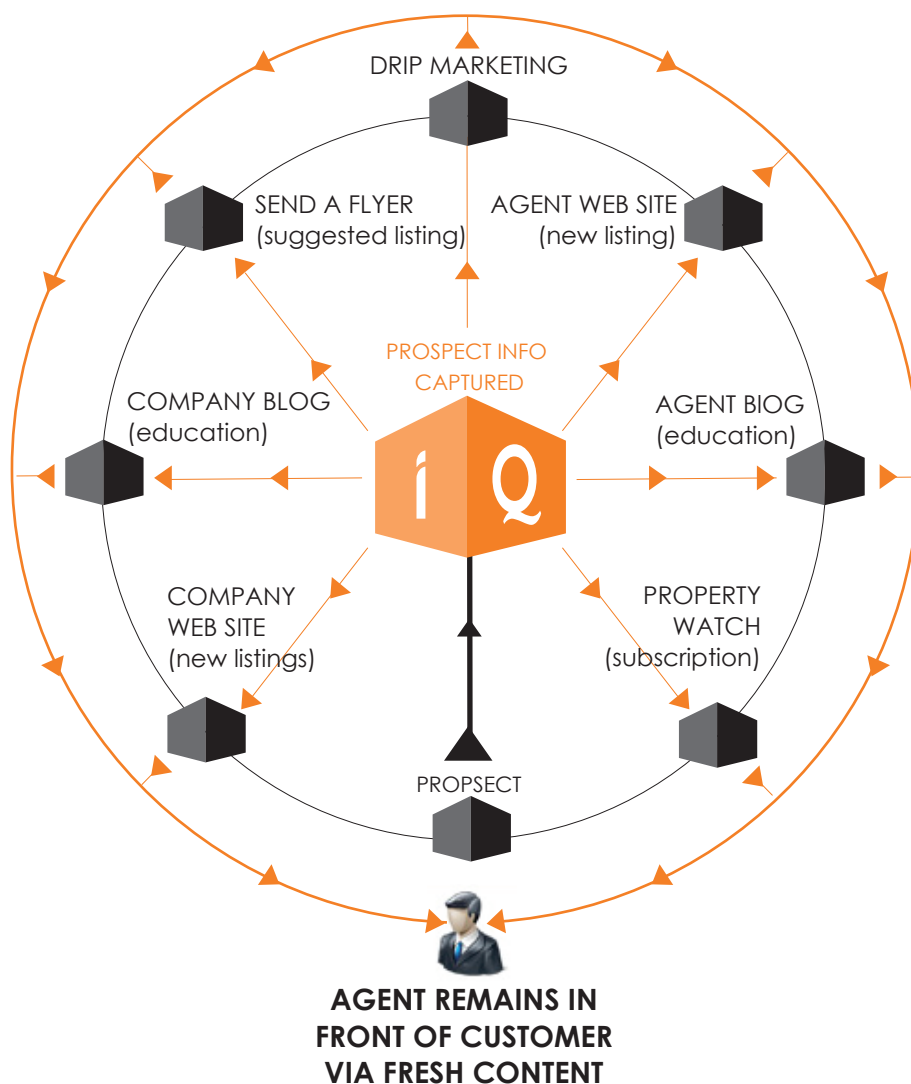 DRIP MARKETING
SEND A FLYER
(suggested listing)
AGENT WEB SITE
(new listing)
PROSPECT INFO
CAPTURED
COMPANY BLOG
(education)
AGENT BIOG
(education)
i Q
COMPANY
WEB SITE
(new listings)
PROPERTY
WATCH
(subscription)
PROPSECT
AGENT REMAINS IN
FRONT OF CUSTOMER
VIA FRESH CONTENT